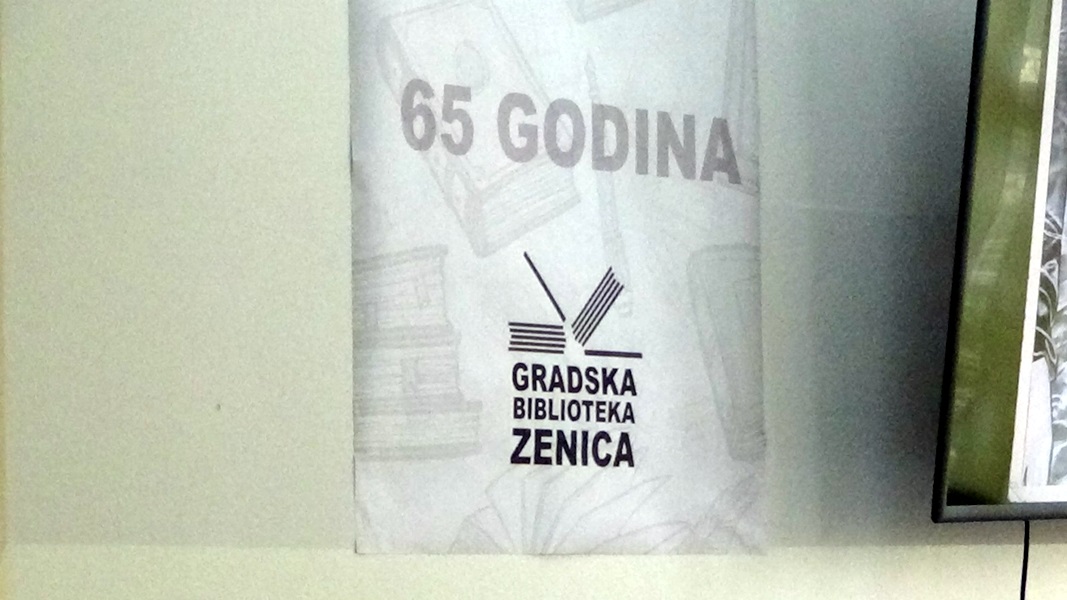 65 GODINA
GRADSKA
BIBLIOTEKA
ZENICA